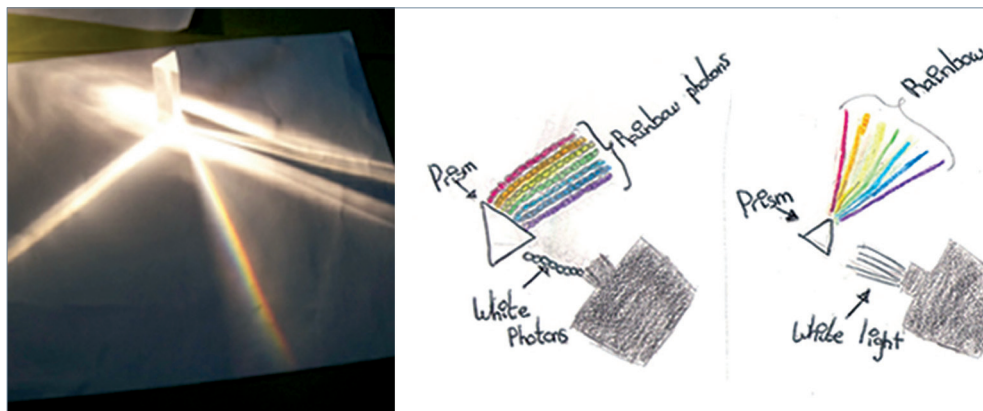 Prism
Rainbow photons
White
Photons
Rainbow
Prism
White light